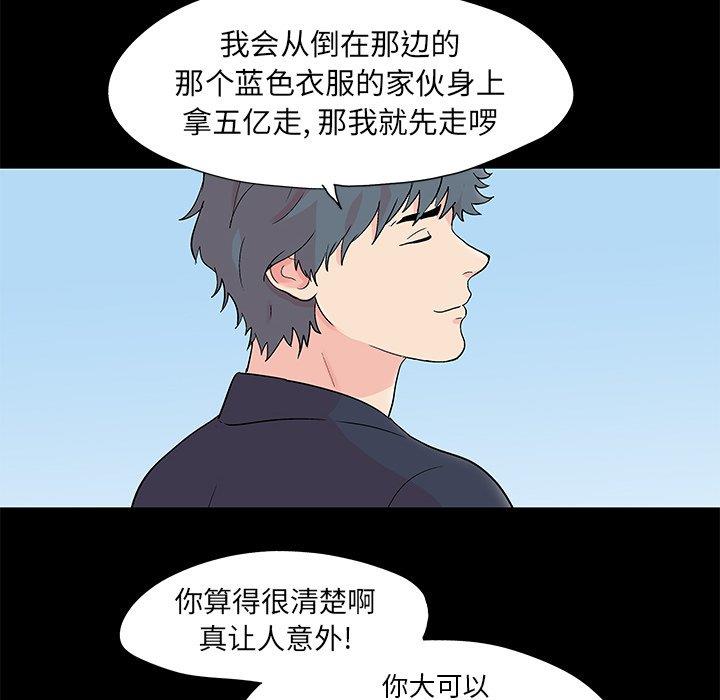 我会从倒在那边的
那个蓝色衣服的家伙身上
拿五亿走, 那我就先走啰
你算得很清楚啊
真让人意外!
你大可以